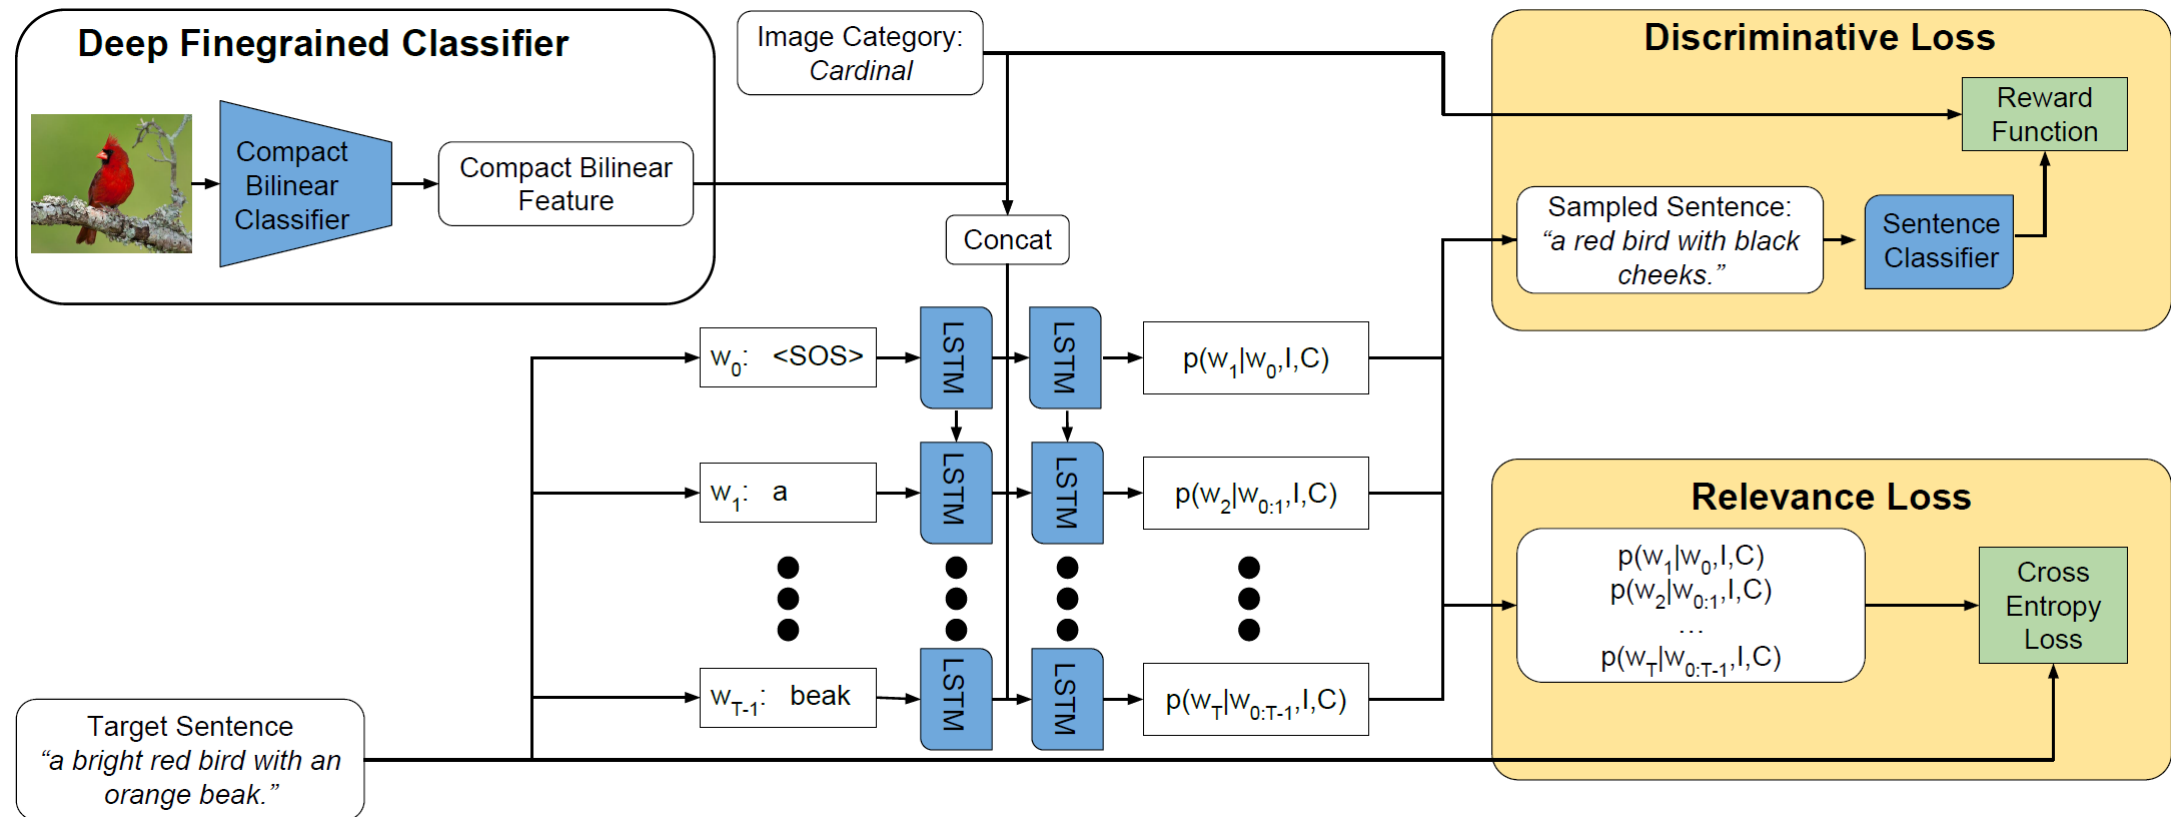 Deep Finegrained Classifier
Compact
Bilinear
Classifier
Compact Bilinear
Feature
Image Category:
Cardinal
Concat
Discriminative Loss
Reward
Function
Sampled Sentence:
“a red bird with black
cheeks.”
Sentence
Classifier
w0: <SOS>
LSTM
LSTM
p(w1|w0,I,C)
w1: a
LSTM
LSTM
p(w2|w0:1,I,C)
wT-1: beak
LSTM
LSTM
p(wT|w0:T-1,I,C)
Relevance Loss
p(w1|w0,I,C)
p(w2|w0:1,I,C)
...
p(wT|w0:T-1,I,C)
Cross
Entropy
Loss
Target Sentence
“a bright red bird with an
orange beak.”